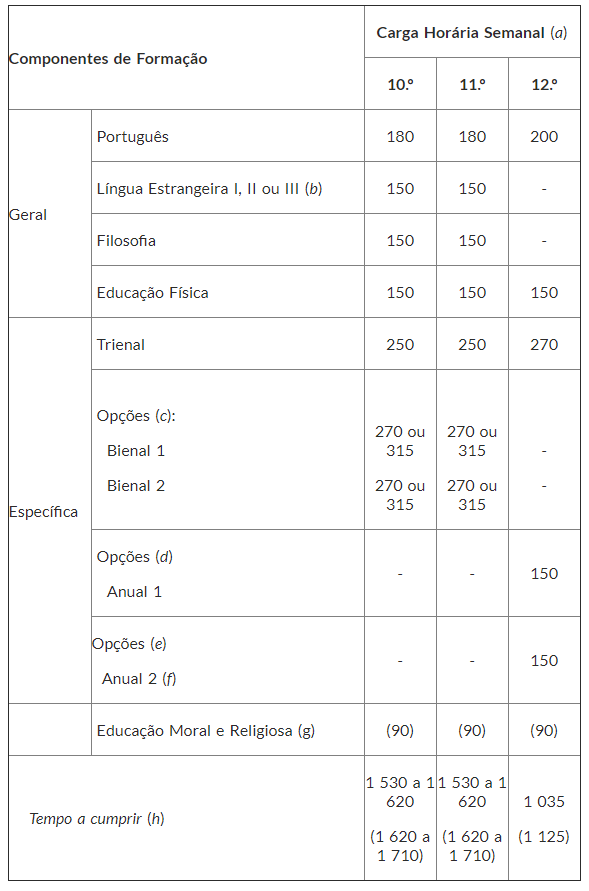 Componentes de Formação
Carga Horária Semanal (a)
10.º 11.º 12.º
Geral
Português 180 180 200
Língua Estrangeira I, II ou III (b) 150 150 -
Filosofia 150 150 -
Educação Física 150 150 150
Específica
Trienal 250 250 270
Opções (c):
Bienal 1 270 ou 315 270 ou 315 -
Bienal 2 270 ou 315 270 ou 315 -
Opções (d)
Anual 1 - - 150
Opções (e)
Anual 2 (f) - - 150
Educação Moral e Religiosa (g) (90) (90) (90)
Tempo a cumprir (h)
1 530 a 1 620 1 530 a 1 620 1 035
(1 620 a 1 710) (1 620 a 1 710) (1 125)